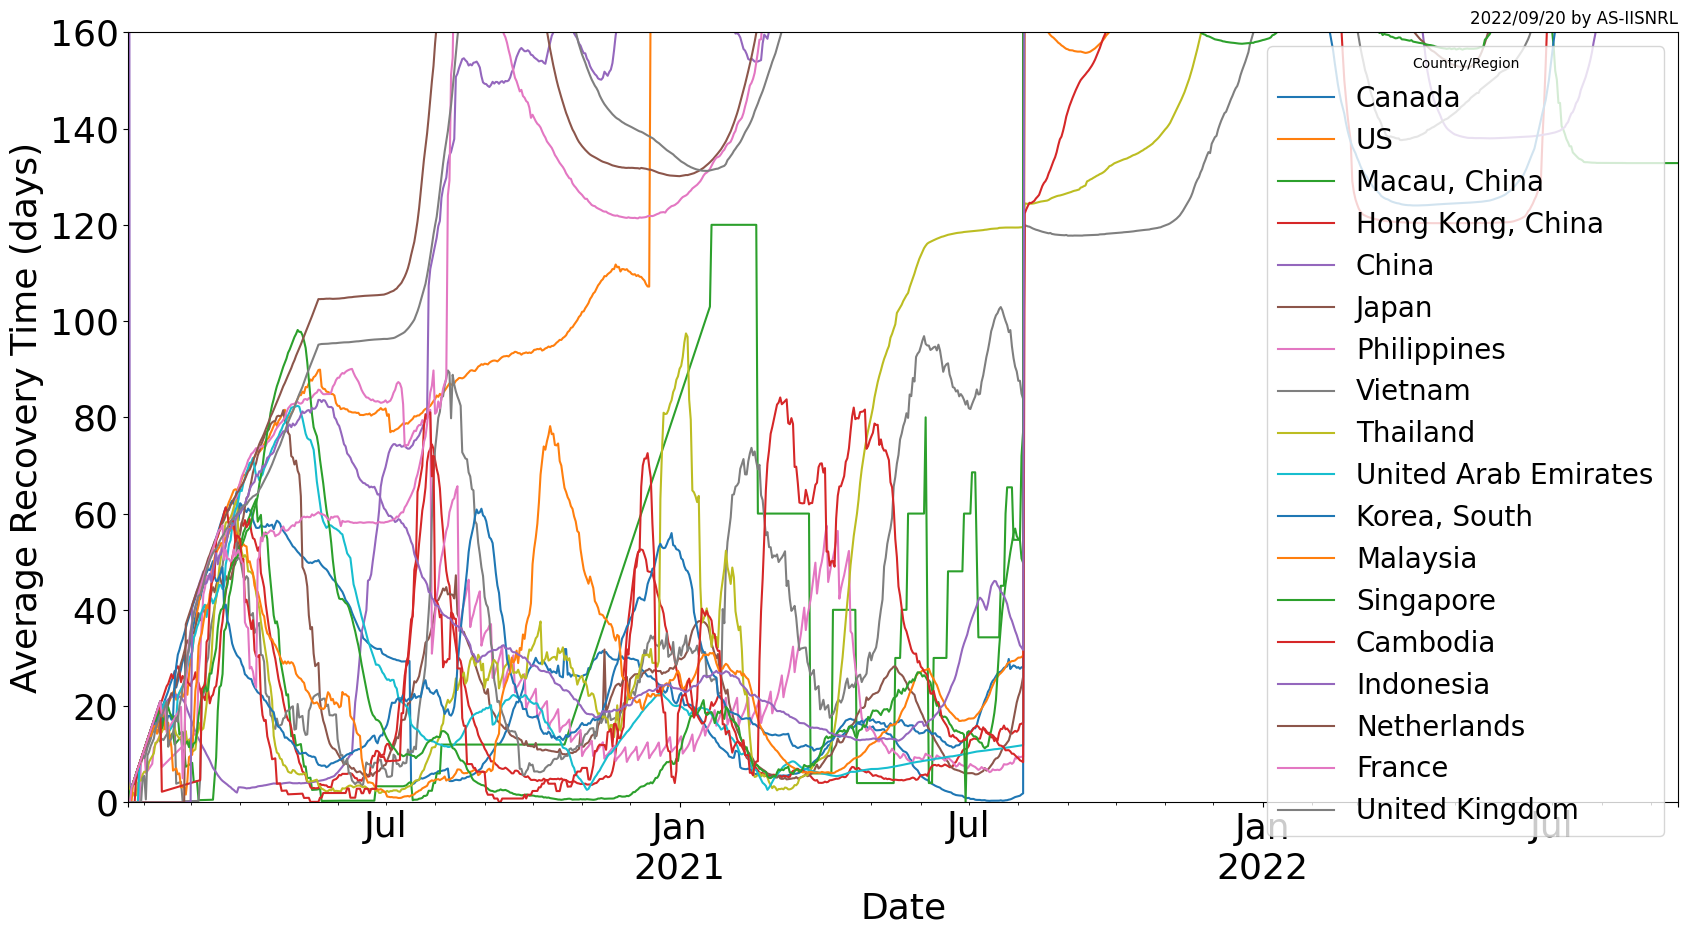 2022/09/20 by AS-IISNRL
Average Recovery Time (days)
160
140
120
100
80
60
40
20
0
Country/Region
Canada
US
Macau, China
Hong Kong, China
China
Japan
Philippines
Vietnam
Thailand
United Arab Emirates
Korea, South
Malaysia
Singapore
Cambodia
Indonesia
Netherlands
France
United Kingdom
Jul
Jan
2021
Jul
Jan
2022
Jul
Date